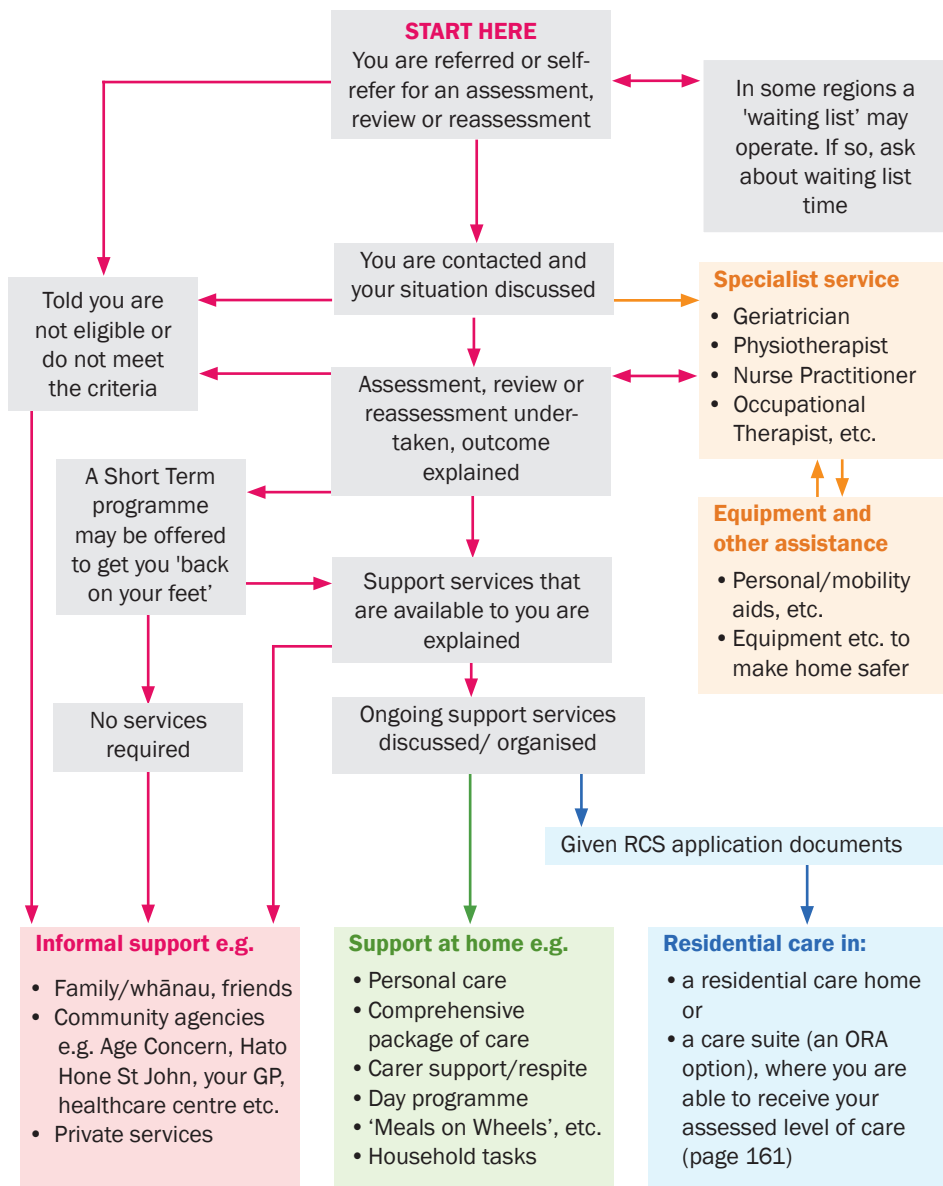 START HERE
You are referred or self-
refer for an assessment,
review or reassessment
In some regions a
'waiting list’ may
operate. If so, ask
about waiting list
time
You are contacted and
your situation discussed
Told you are
not eligible or
do not meet
the criteria
Specialist service
• Geriatrician
• Physiotherapist
• Nurse Practitioner
• Occupational
Therapist, etc.
Assessment, review or
reassessment under-
taken, outcome
explained
A Short Term
programme
may be offered
to get you 'back
on your feet’
Equipment and
other assistance
• Personal/mobility
aids, etc.
• Equipment etc. to
make home safer
Support services that
are available to you are
explained
No services
required
Ongoing support services
discussed/ organised
Given RCS application documents
Informal support e.g.
• Family/whānau, friends
• Community agencies
e.g. Age Concern, Hato
Hone St John, your GP,
healthcare centre etc.
• Private services
Support at home e.g.
• Personal care
• Comprehensive
package of care
• Carer support/respite
• Day programme
• ‘Meals on Wheels’, etc.
• Household tasks
Residential care in:
• a residential care home
or
• a care suite (an ORA
option), where you are
able to receive your
assessed level of care
(page 161)